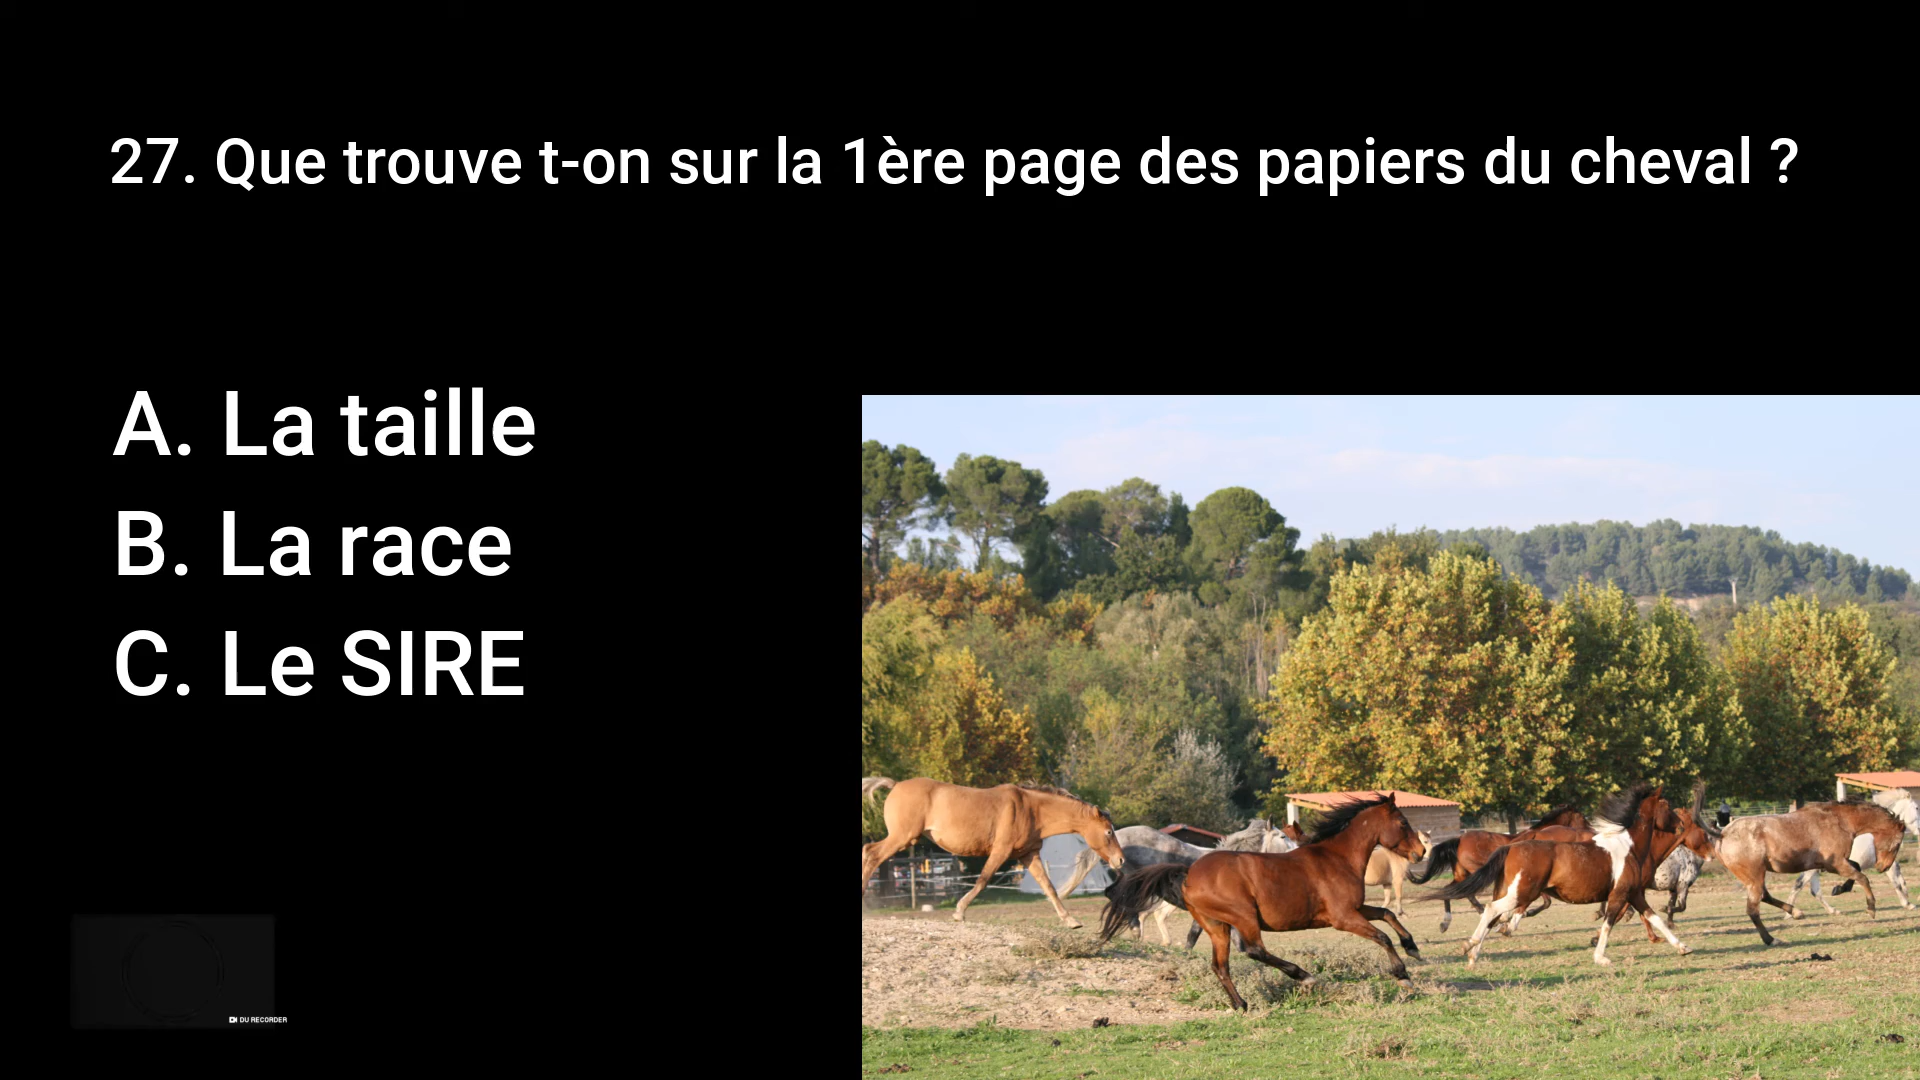 27. Que trouve t-on sur la 1ère page des papiers du cheval ?
A. La taille
B. La race
C. Le SIRE
DU RECORDER